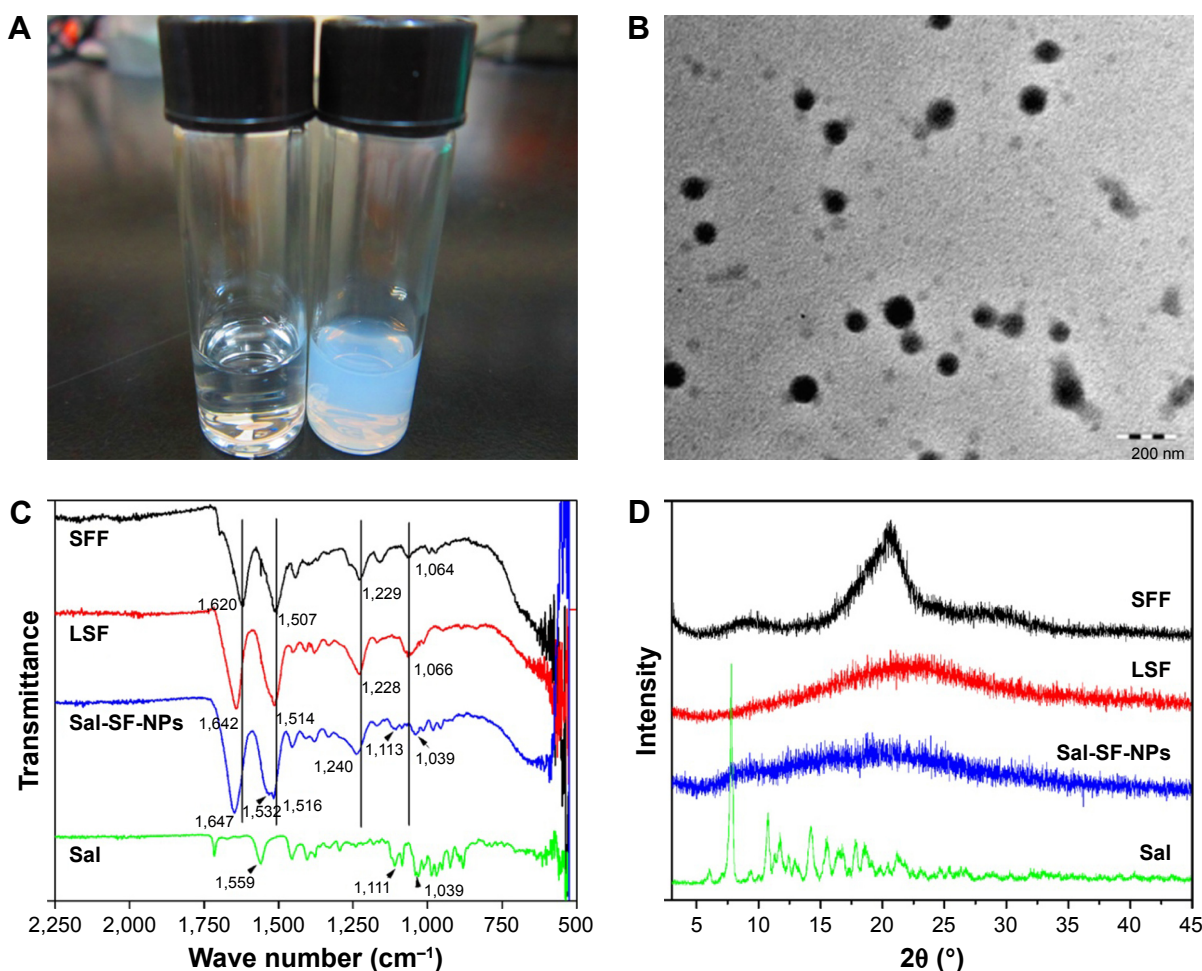 A
B
200 nm
C
SFF
1,620
1,507
1,229
1,064
LSF
1,642
1,514
1,228
1,066
Sal-SF-NPs
1,647
1,532
1,516
1,240
1,113
1,039
Sal
1,559
1,111
1,039
Transmittance
2,250 2,000 1,750 1,500 1,250 1,000 750 500
Wave number (cm⁻¹)
D
SFF
LSF
Sal-SF-NPs
Sal
Intensity
5 10 15 20 25 30 35 40 45
2θ (°)